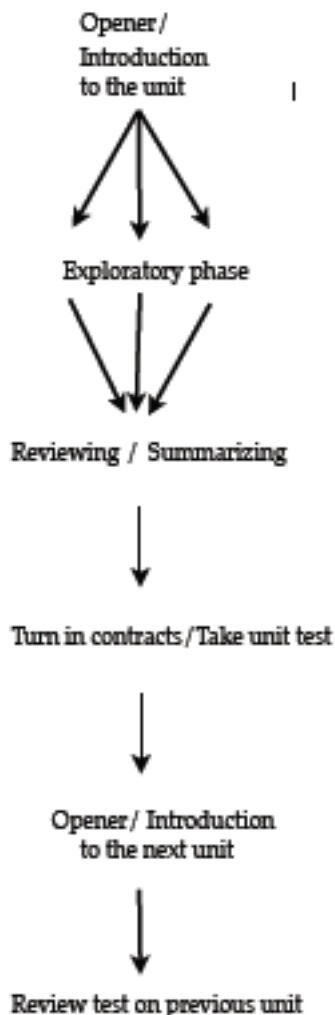 Opener/
Introduction
to the unit
Exploratory phase
Reviewing / Summarizing
Turn in contracts/Take unit test
Opener/ Introduction
to the next unit
Review test on previous unit